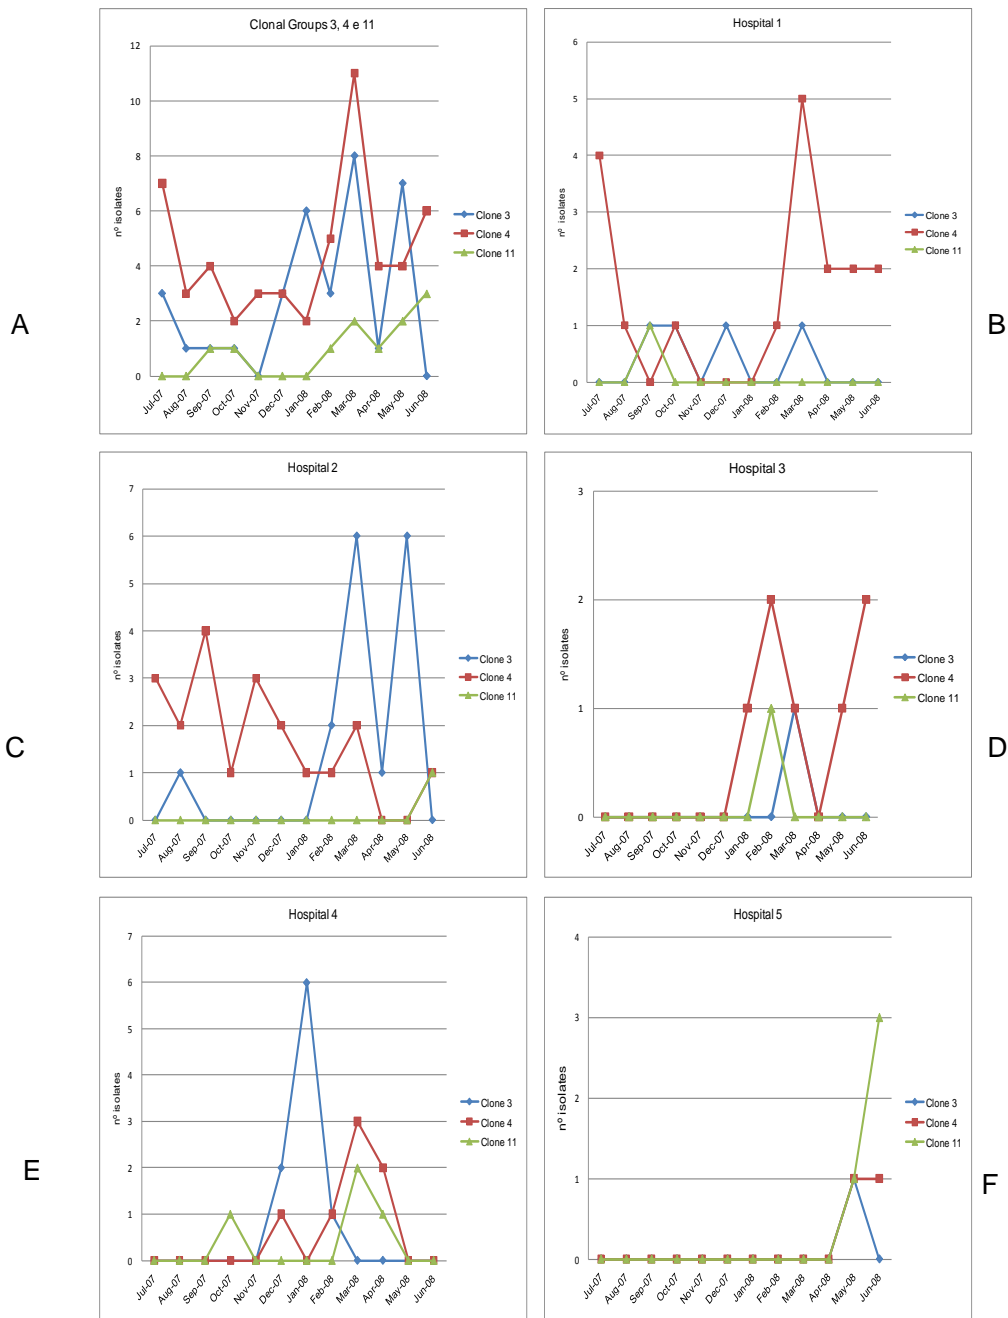 Clonal Groups 3, 4 e 11
12
10
8
6
4
2
0
nº isolates
Jul-07
Aug-07
Sep-07
Oct-07
Nov-07
Dec-07
Jan-08
Feb-08
Mar-08
Apr-08
May-08
Jun-08
Clone 3
Clone 4
Clone 11
A
Hospital 1
6
5
4
3
2
1
0
nº isolates
Jul-07
Aug-07
Sep-07
Oct-07
Nov-07
Dec-07
Jan-08
Feb-08
Mar-08
Apr-08
May-08
Jun-08
Clone 3
Clone 4
Clone 11
B
Hospital 2
7
6
5
4
3
2
1
0
nº isolates
Jul-07
Aug-07
Sep-07
Oct-07
Nov-07
Dec-07
Jan-08
Feb-08
Mar-08
Apr-08
May-08
Jun-08
Clone 3
Clone 4
Clone 11
C
Hospital 3
3
2
1
0
nº isolates
Jul-07
Aug-07
Sep-07
Oct-07
Nov-07
Dec-07
Jan-08
Feb-08
Mar-08
Apr-08
May-08
Jun-08
Clone 3
Clone 4
Clone 11
D
Hospital 4
7
6
5
4
3
2
1
0
nº isolates
Jul-07
Aug-07
Sep-07
Oct-07
Nov-07
Dec-07
Jan-08
Feb-08
Mar-08
Apr-08
May-08
Jun-08
Clone 3
Clone 4
Clone 11
E
Hospital 5
4
3
2
1
0
nº isolates
Jul-07
Aug-07
Sep-07
Oct-07
Nov-07
Dec-07
Jan-08
Feb-08
Mar-08
Apr-08
May-08
Jun-08
Clone 3
Clone 4
Clone 11
F